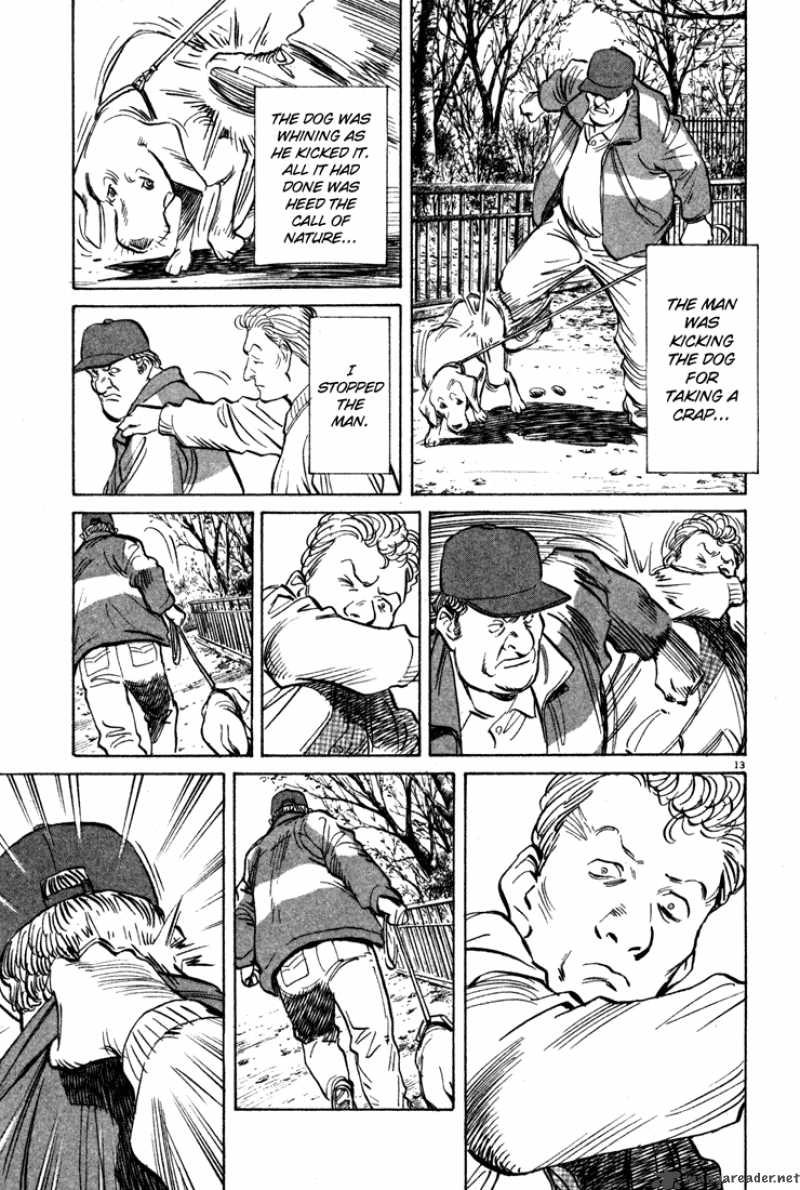 THE MAN
WAS
KICKING
THE DOG
FOR
TAKING A
CRAP...
THE DOG WAS
WHINING AS
HE KICKED IT.
ALL IT HAD
DONE WAS
HEED THE
CALL OF
NATURE...
I
STOPPED
THE
MAN.
13